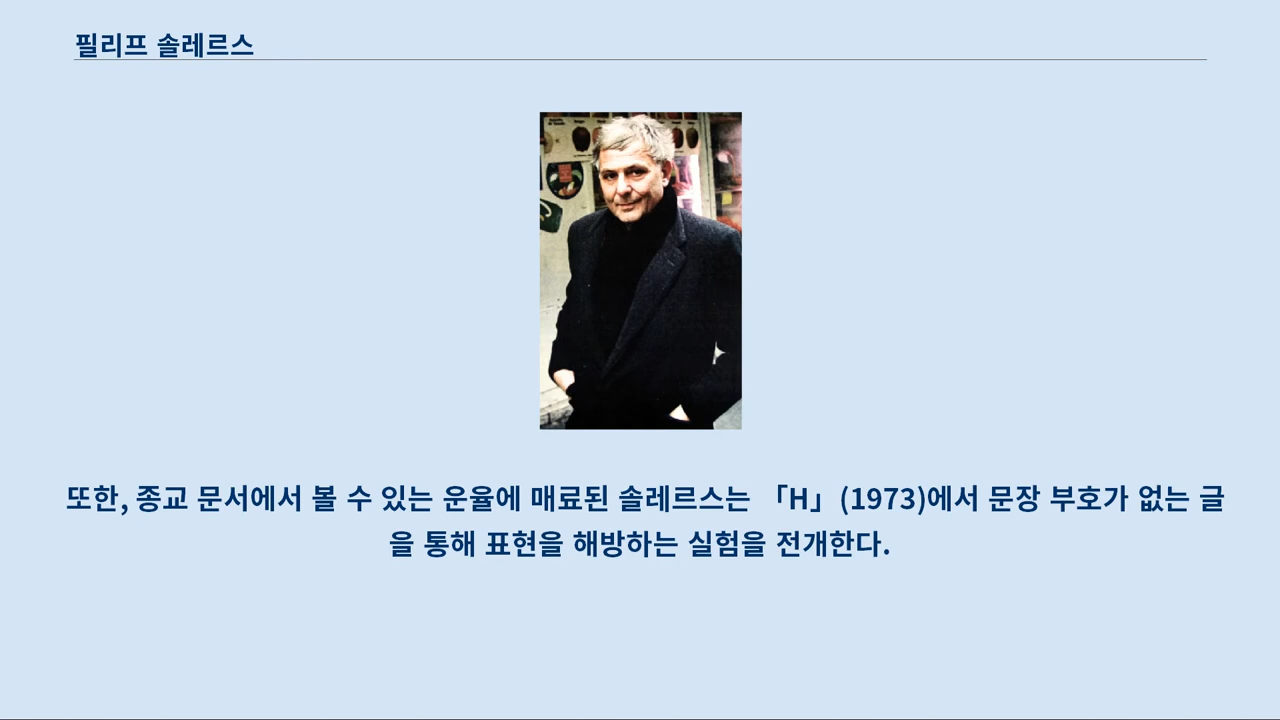 필리프 솔레르스
또한, 종교 문서에서 볼 수 있는 운율에 매료된 솔레르스는 「H」(1973)에서 문장 부호가 없는 글
을 통해 표현을 해방하는 실험을 전개한다.